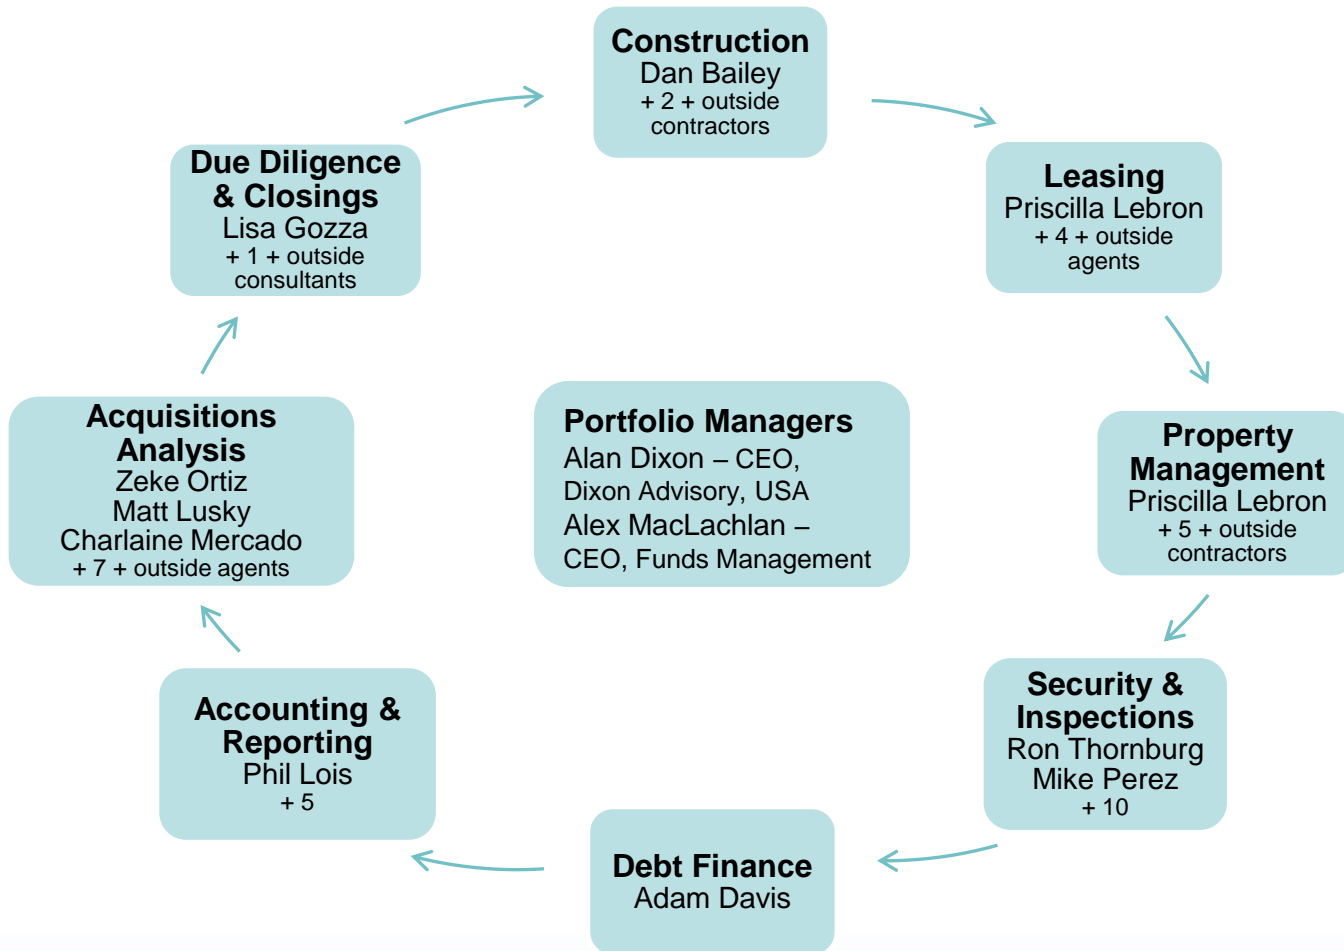 Construction
Dan Bailey
+ 2 + outside
contractors
Leasing
Priscilla Lebron
+ 4 + outside
agents
Property
Management
Priscilla Lebron
+ 5 + outside
contractors
Security &
Inspections
Ron Thornburg
Mike Perez
+ 10
Debt Finance
Adam Davis
Accounting &
Reporting
Phil Lois
+ 5
Acquisitions
Analysis
Zeke Ortiz
Matt Lusky
Charlaine Mercado
+ 7 + outside agents
Due Diligence
& Closings
Lisa Gozza
+ 1 + outside
consultants
Portfolio Managers
Alan Dixon – CEO,
Dixon Advisory, USA
Alex MacLachlan –
CEO, Funds Management